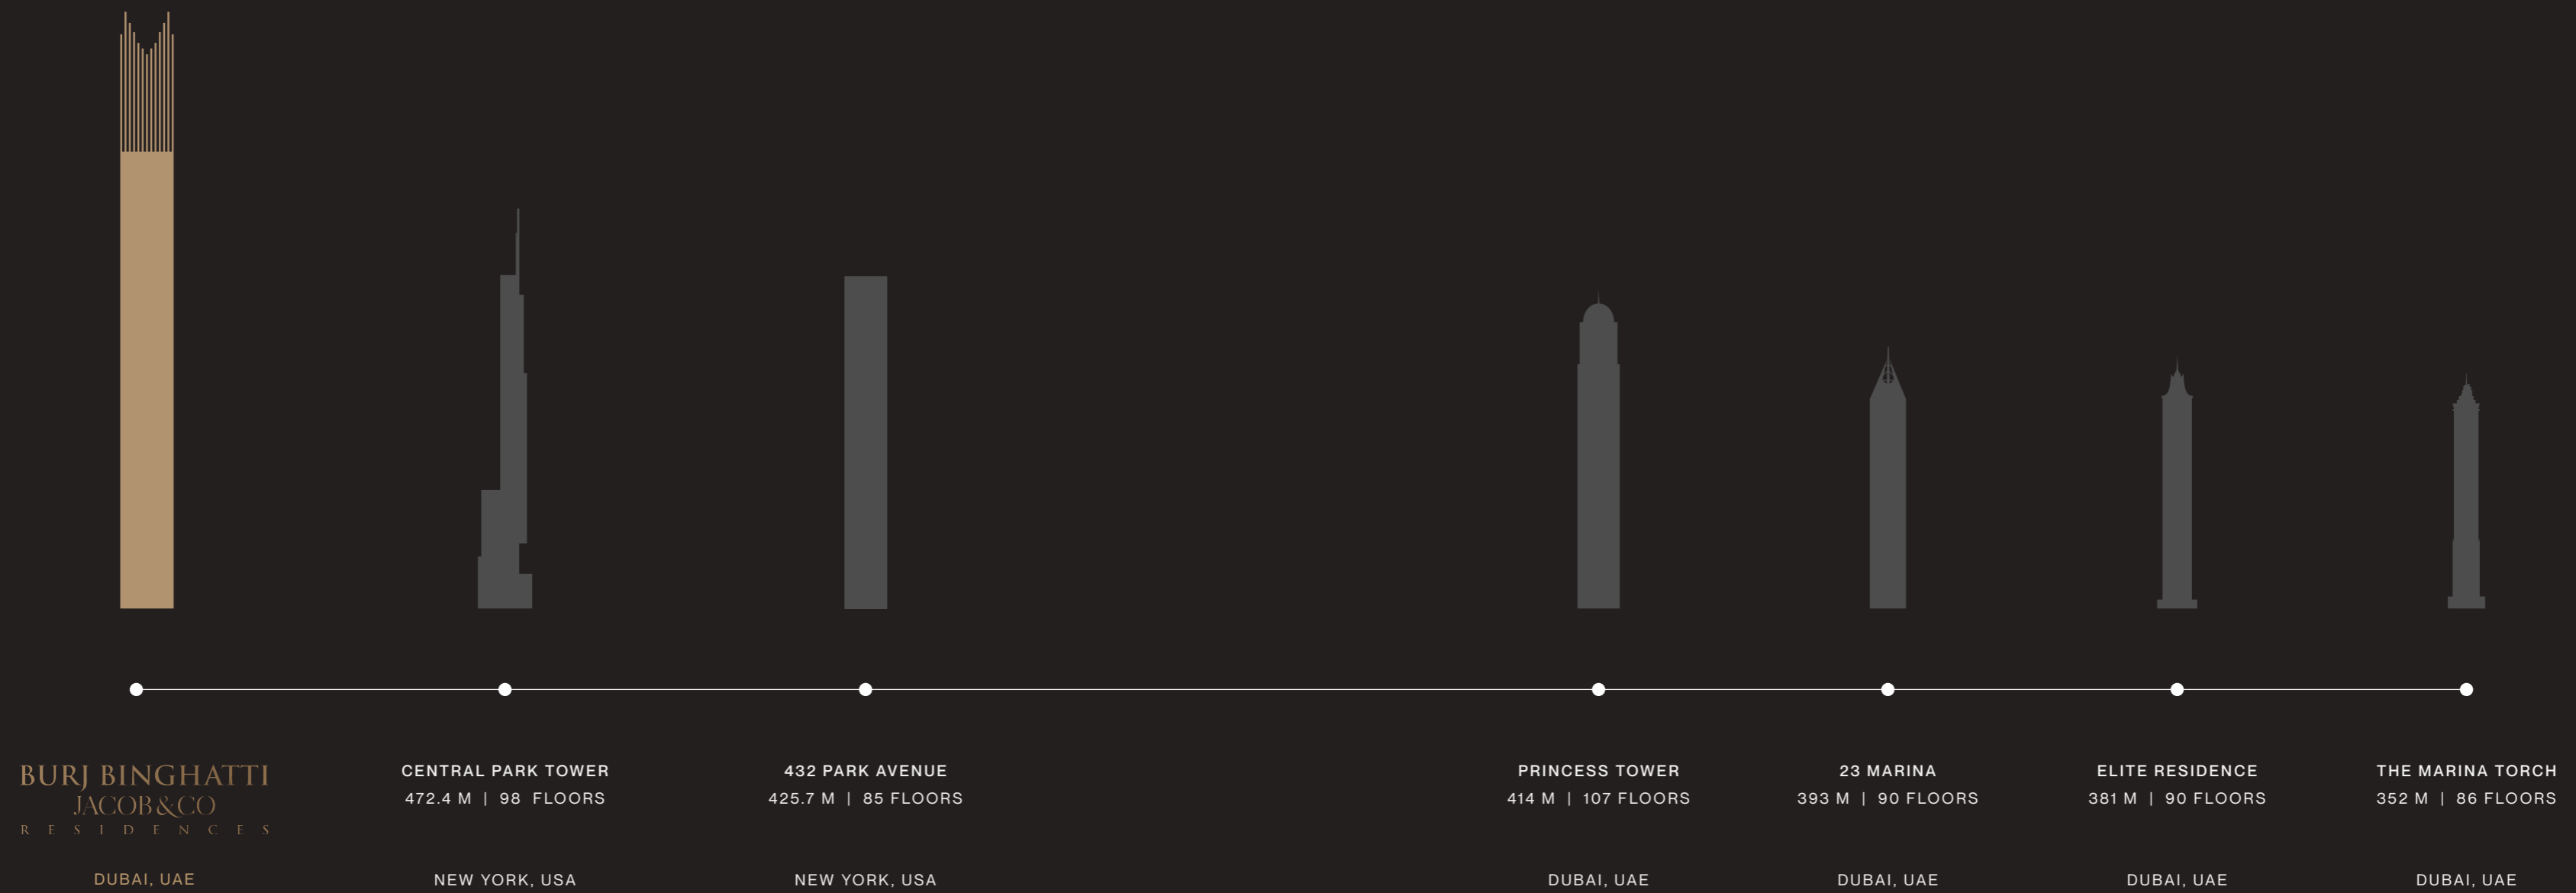 BURJ BINGHATTI
JACOB&CO
RESIDENCES
DUBAI, UAE
CENTRAL PARK TOWER
472.4 M | 98 FLOORS
NEW YORK, USA
432 PARK AVENUE
425.7 M | 85 FLOORS
NEW YORK, USA
PRINCESS TOWER
414 M | 107 FLOORS
DUBAI, UAE
23 MARINA
393 M | 90 FLOORS
DUBAI, UAE
ELITE RESIDENCE
381 M | 90 FLOORS
DUBAI, UAE
THE MARINA TORCH
352 M | 86 FLOORS
DUBAI, UAE